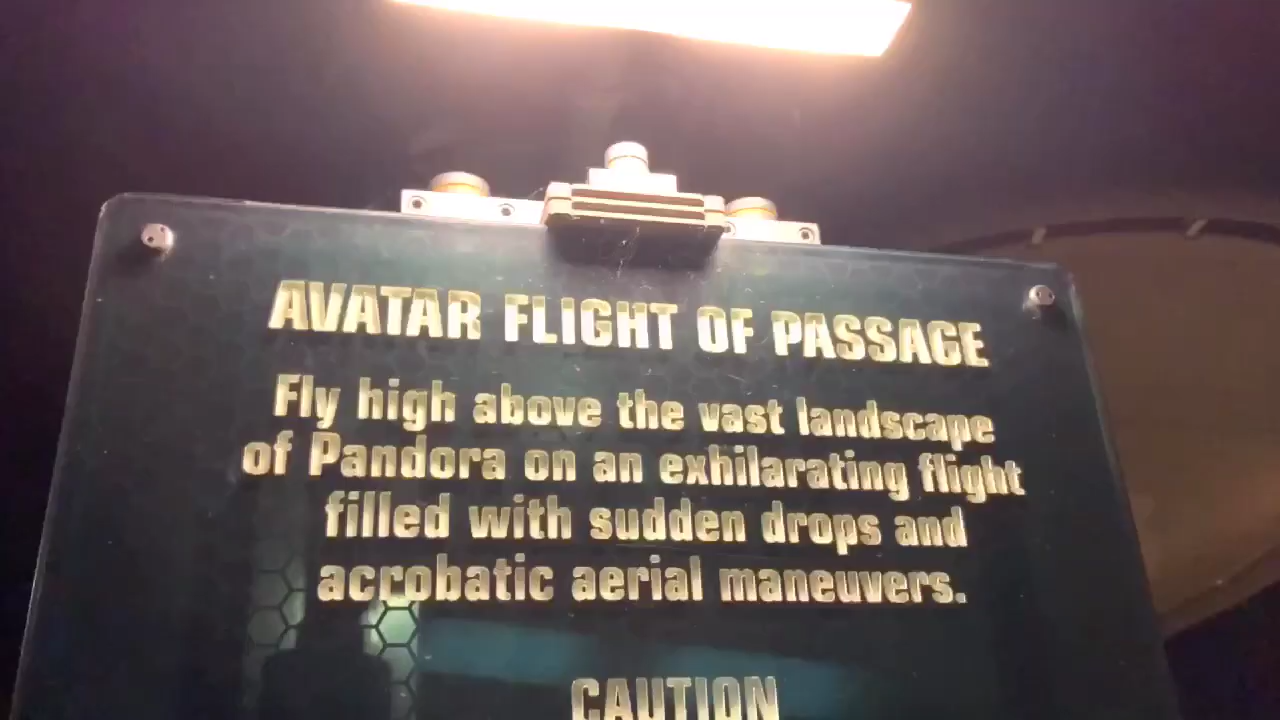 AVATAR FLIGHT OF PASSAGE
Fly high above the vast landscape
of Pandora on an exhilarating flight
filled with sudden drops and
acrobatic aerial maneuvers.
CAUTION